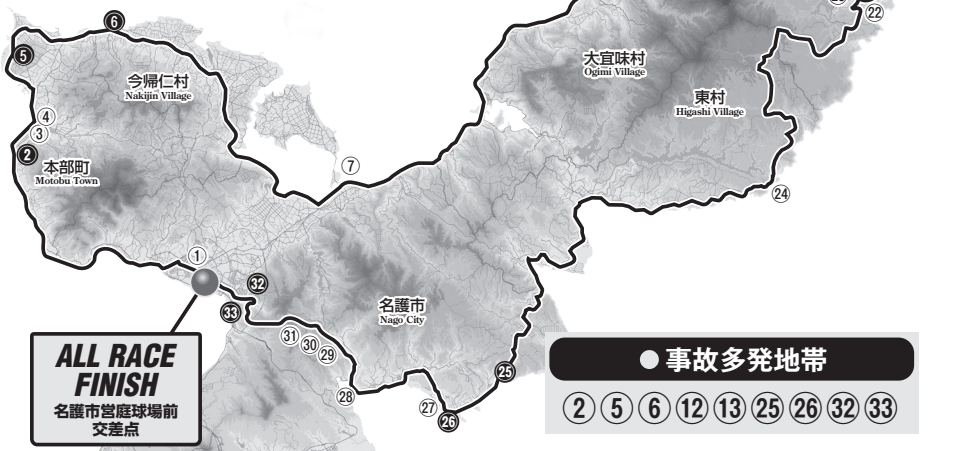 ⑥
㉒
⑤
今帰仁村
Nakijin Village
大宜味村
Ogimi Village
東村
Higashi Village
④
③
②
本部町
Motobu Town
⑦
㉔
①
㉜
㉝
名護市
Nago City
㉛
㉚
㉙
㉘
㉗
㉖
㉕
ALL RACE
FINISH
名護市営庭球場前
交差点
●事故多発地帯
②⑤⑥⑫⑬㉕㉖㉜㉝